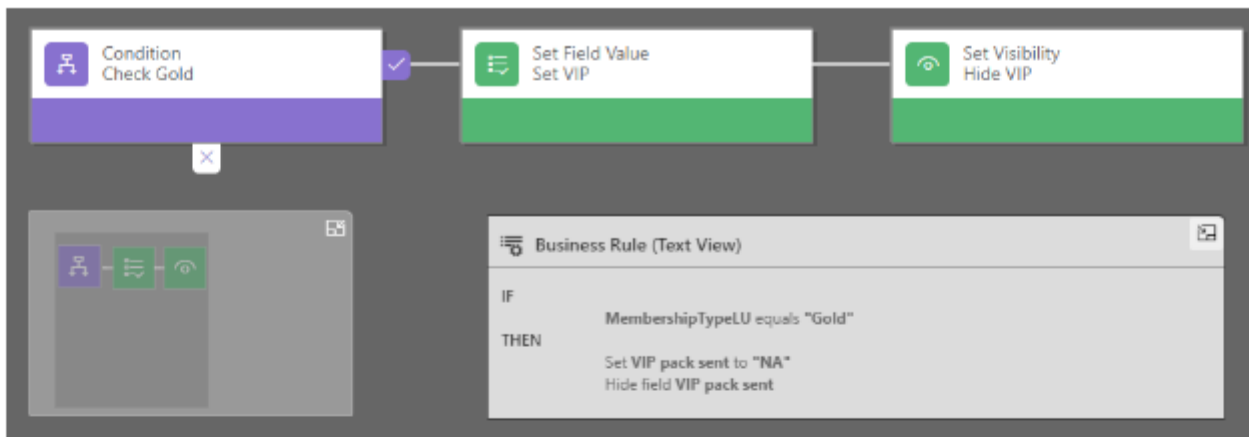 Condition
Check Gold
Set Field Value
Set VIP
Set Visibility
Hide VIP
Business Rule (Text View)
IF
MembershipTypeLU equals "Gold"
THEN
Set VIP pack sent to "NA"
Hide field VIP pack sent